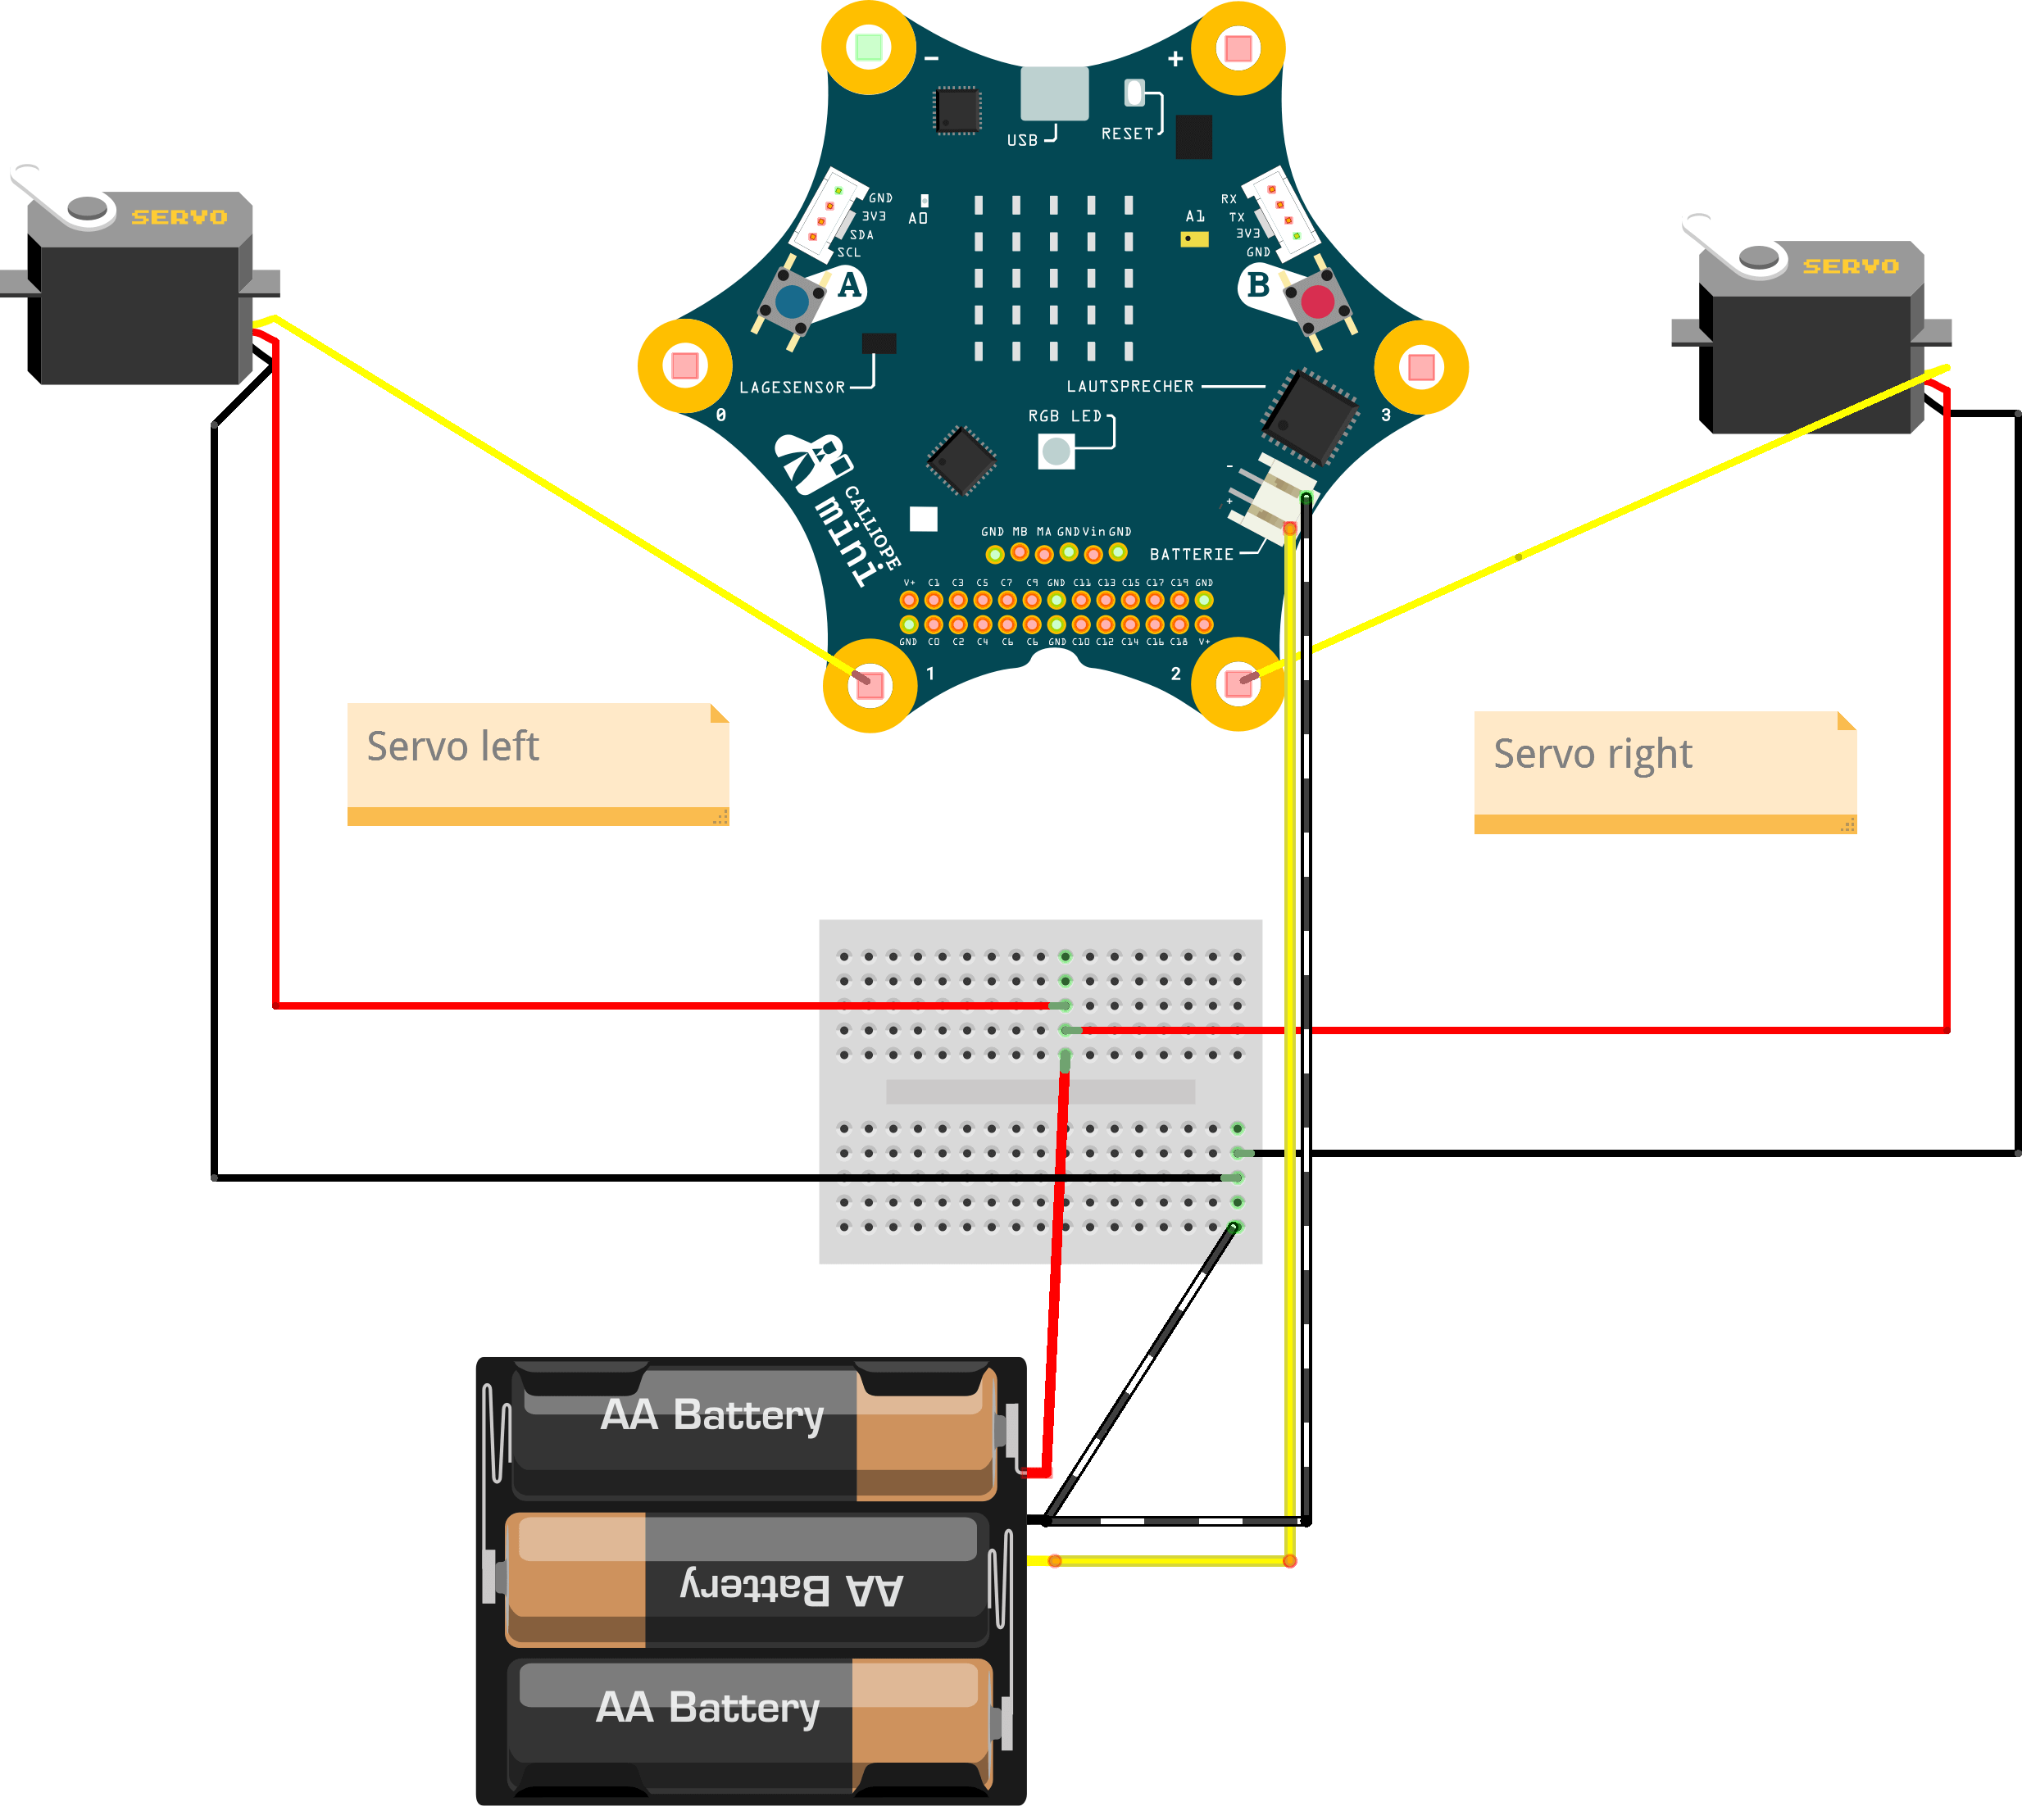 - +
USB RESET
SERVO
GND
3V3
SDA
SCL
A0
A1
RX
TX
3V3
GND
A B
SERVO
LAGESENSOR
LAUTSPRECHER
0
RGB LED
3
CALLIOPE
mini
-
+
GND MB MA GND Vin GND
BATTERIE
V+ C1 C3 C5 C7 C9 GND C11 C13 C15 C17 C19 GND
GND C0 C2 C4 C6 C6 GND C10 C12 C14 C16 C18 V+
1 2
Servo left
Servo right
AA Battery
AA Battery
AA Battery